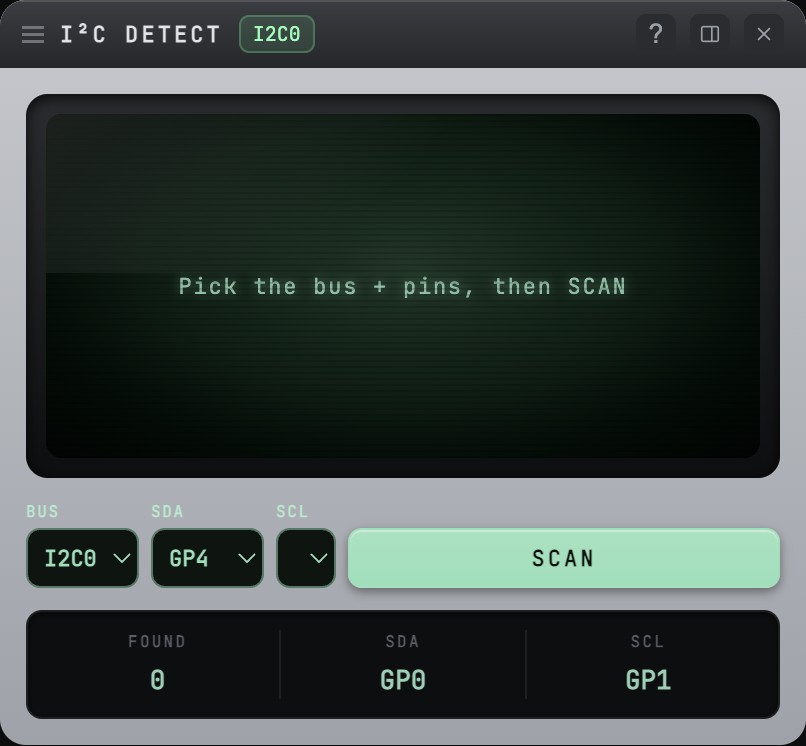 I²C DETECT I2C0 ?
Pick the bus + pins, then SCAN
BUS SDA SCL
I2C0 GP4 SCAN
FOUND SDA SCL
0 GP0 GP1